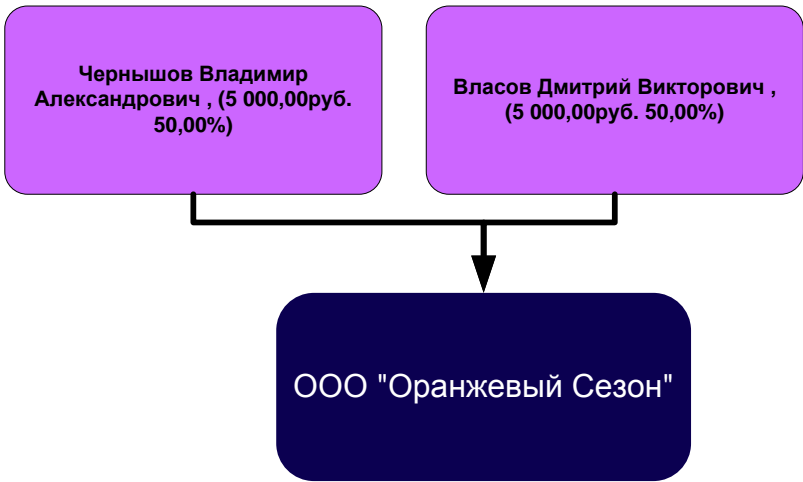 Чернышов Владимир
Александрович , (5 000,00руб.
50,00%)
Власов Дмитрий Викторович ,
(5 000,00руб. 50,00%)
ООО "Оранжевый Сезон"